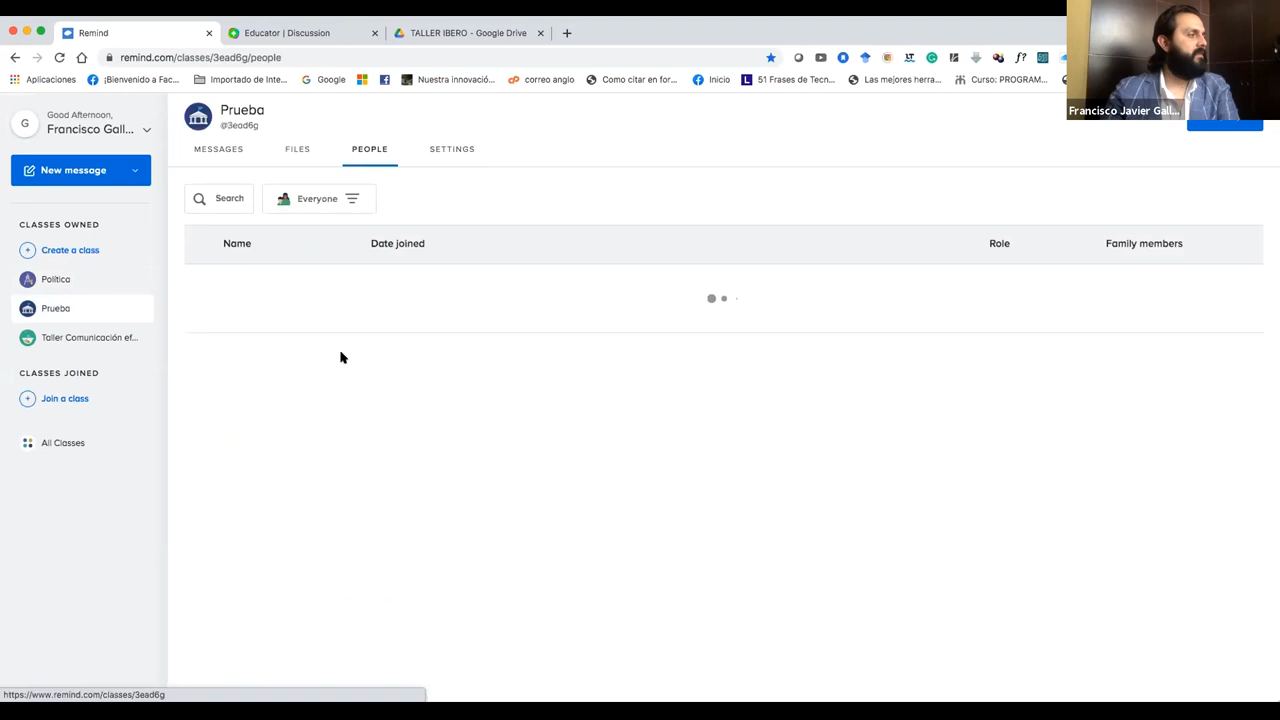 Remind
Educator | Discussion
TALLER IBERO - Google Drive
remind.com/classes/3ead6g/people
Aplicaciones
¡Bienvenido a Fac...
Importado de Inte...
Google
Nuestra innovació...
correo anglo
Como citar en for...
Inicio
51 Frases de Tecn...
Las mejores herra...
Curso: PROGRAM...
Francisco Javier Gall...
G
Good Afternoon,
Francisco Gall...
New message
CLASSES OWNED
Create a class
Política
Prueba
Taller Comunicación ef...
CLASSES JOINED
Join a class
All Classes
Prueba
@3ead6g
MESSAGES
FILES
PEOPLE
SETTINGS
Search
Everyone
Name
Date joined
Role
Family members
https://www.remind.com/classes/3ead6g